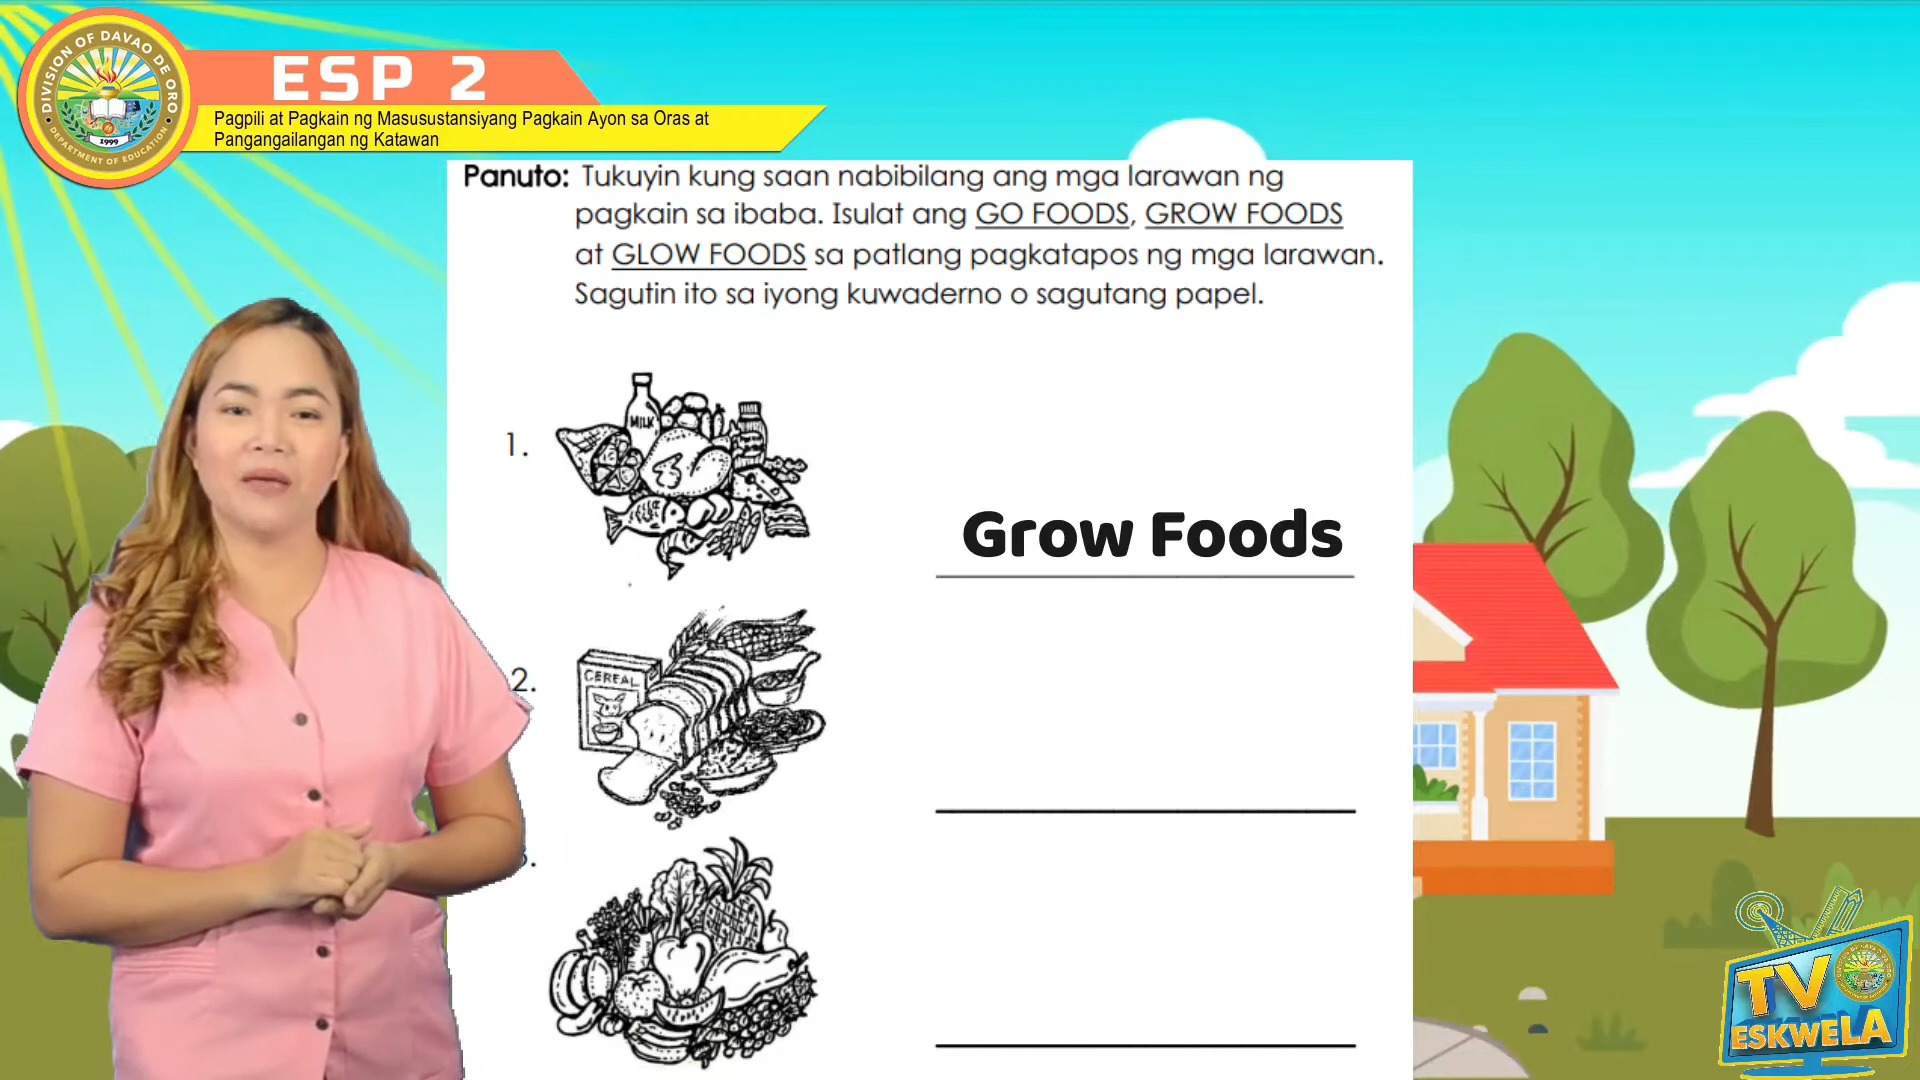 DIVISION OF DAVAO DE ORO
DEPARTMENT OF EDUCATION
1999
ESP 2
Pagpili at Pagkain ng Masusustansiyang Pagkain Ayon sa Oras at
Pangangailangan ng Katawan
Panuto: Tukuyin kung saan nabibilang ang mga larawan ng
pagkain sa ibaba. Isulat ang GO FOODS, GROW FOODS
at GLOW FOODS sa patlang pagkatapos ng mga larawan.
Sagutin ito sa iyong kuwaderno o sagutang papel.
1.
MILK
Grow Foods
2.
CEREAL
TV
ESKWELA